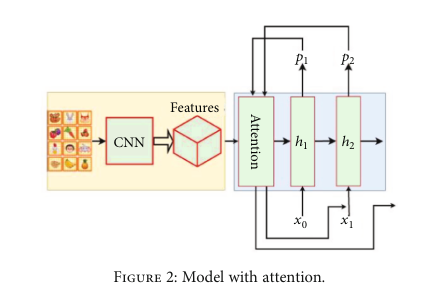 p₁ p₂
Features
CNN
Attention
h₁ h₂
x₀ x₁
FIGURE 2: Model with attention.